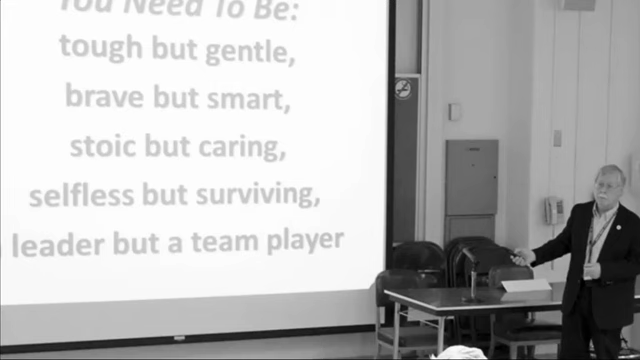 You Need To Be:
tough but gentle,
brave but smart,
stoic but caring,
selfless but surviving,
leader but a team player